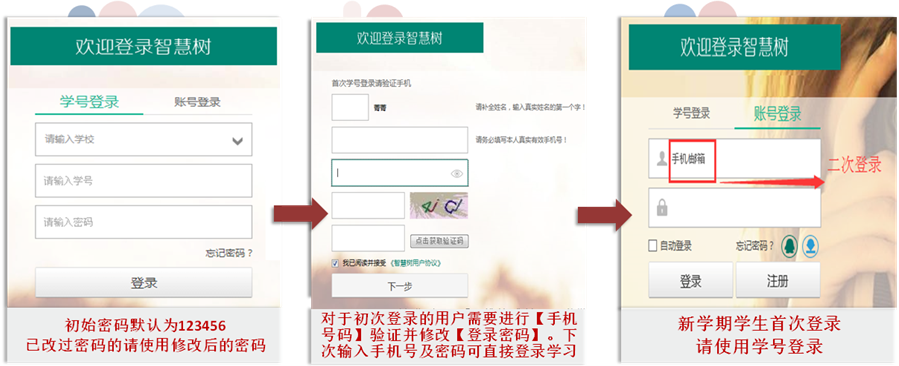 欢迎登录智慧树
学号登录 账号登录
请输入学校
请输入学号
请输入密码
忘记密码？
登录
初始密码默认为123456
已改过密码的请使用修改后的密码
欢迎登录智慧树
首次学号登录请验证手机
菁菁 请补全姓名，输入真实姓名的第一个字！
请务必填写本人真实有效手机号！
点击获取验证码
我已阅读并接受《智慧树用户协议》
下一步
对于初次登录的用户需要进行【手机
号码】验证并修改【登录密码】。下
次输入手机号及密码可直接登录学习
欢迎登录智慧树
学号登录 账号登录
手机/邮箱
二次登录
自动登录 忘记密码？
登录 注册
新学期学生首次登录
请使用学号登录